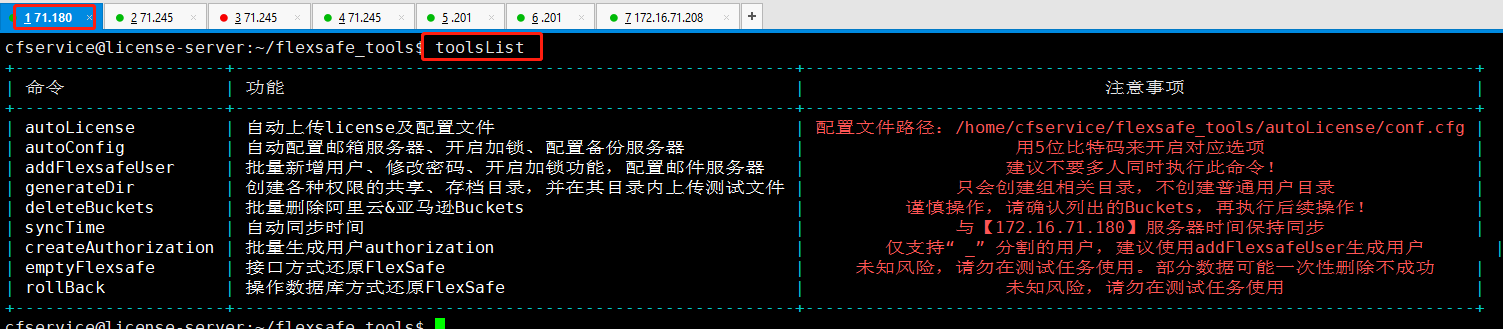 1 71.180 × 2 71.245 × 3 71.245 × 4 71.245 × 5 .201 × 6 .201 × 7 172.16.71.208 × +
cfservice@license-server:~/flexsafe_tools$ toolsList
| 命令 | 功能 | 注意事项 |
| autoLicense | 自动上传license及配置文件 | 配置文件路径：/home/cfservice/flexsafe_tools/autoLicense/conf.cfg |
| autoConfig | 自动配置邮箱服务器、开启加锁、配置备份服务器 | 用5位比特码来开启对应选项 |
| addFlexsafeUser | 批量新增用户、修改密码、开启加锁功能，配置邮件服务器 | 建议不要多人同时执行此命令！ |
| generateDir | 创建各种权限的共享、存档目录，并在其目录内上传测试文件 | 只会创建组相关目录，不创建普通用户目录 |
| deleteBuckets | 批量删除阿里云&亚马逊Buckets | 谨慎操作，请确认列出的Buckets，再执行后续操作！ |
| syncTime | 自动同步时间 | 与【172.16.71.180】服务器时间保持同步 |
| createAuthorization | 批量生成用户authorization | 仅支持“_”分割的用户，建议使用addFlexsafeUser生成用户 |
| emptyFlexsafe | 接口方式还原FlexSafe | 未知风险，请勿在测试任务使用。部分数据可能一次性删除不成功 |
| rollBack | 操作数据库方式还原FlexSafe | 未知风险，请勿在测试任务使用 |
cfservice@license-server:~/flexsafe_tools$